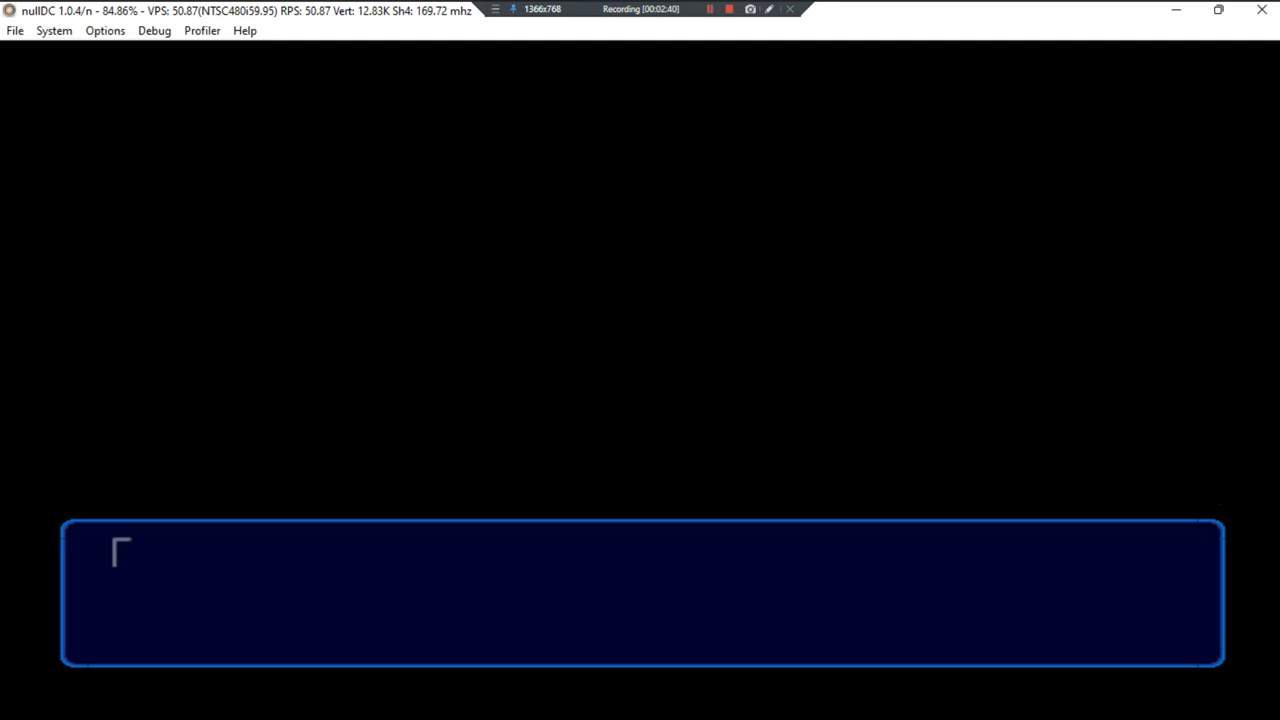 nullDC 1.0.4/n - 84.86% - VPS: 50.87(NTSC480i59.95) RPS: 50.87 Vert: 12.83K Sh4: 169.72 mhz
1366x768
Recording [00:02:40]
File System Options Debug Profiler Help
「